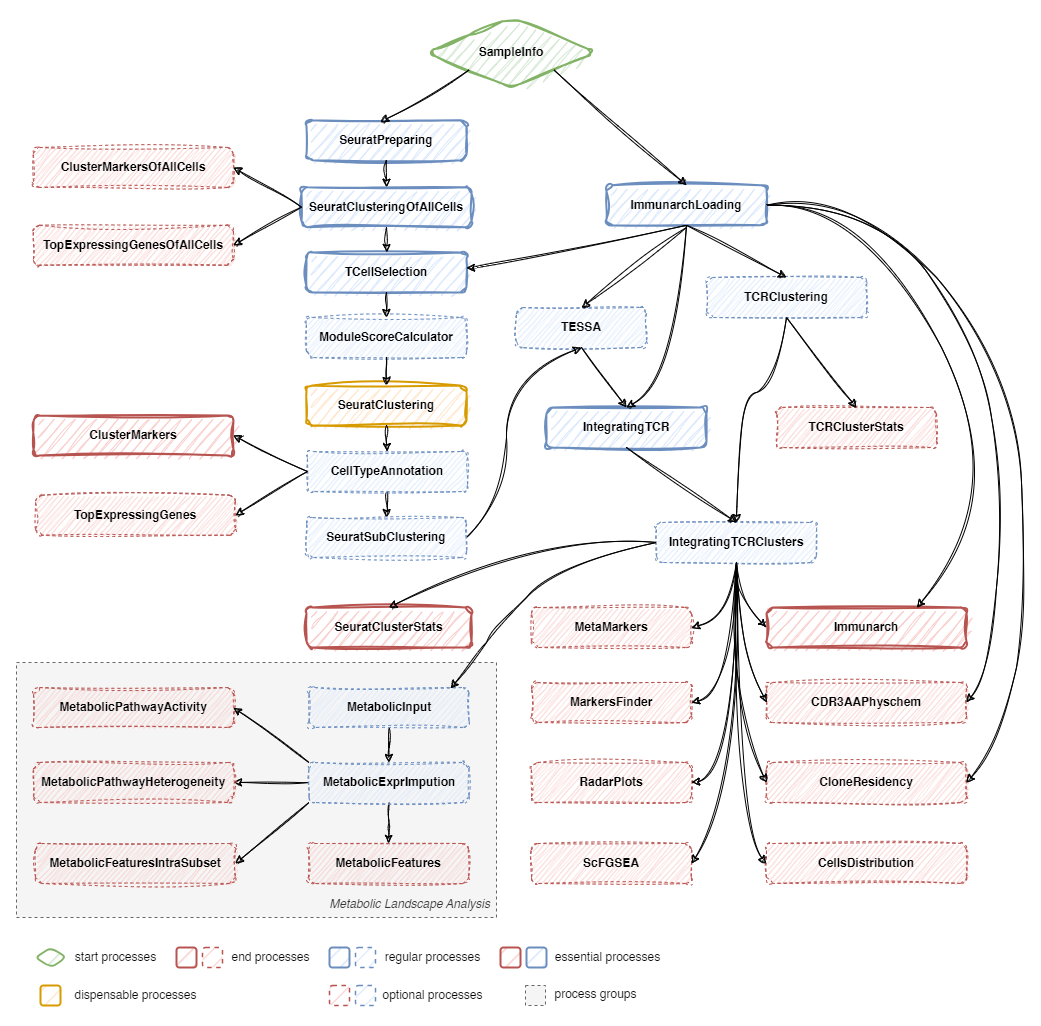 SampleInfo
SeuratPreparing
ClusterMarkersOfAllCells
SeuratClusteringOfAllCells
ImmunarchLoading
TopExpressingGenesOfAllCells
TCellSelection
TCRClustering
TESSA
ModuleScoreCalculator
SeuratClustering
ClusterMarkers
IntegratingTCR
TCRClusterStats
CellTypeAnnotation
TopExpressingGenes
SeuratSubClustering
IntegratingTCRClusters
SeuratClusterStats
MetaMarkers
Immunarch
MetabolicPathwayActivity
MetabolicInput
MarkersFinder
CDR3AAPhyschem
MetabolicPathwayHeterogeneity
MetabolicExprImpution
RadarPlots
CloneResidency
MetabolicFeaturesIntraSubset
MetabolicFeatures
ScFGSEA
CellsDistribution
Metabolic Landscape Analysis
start processes
end processes
regular processes
essential processes
dispensable processes
optional processes
process groups